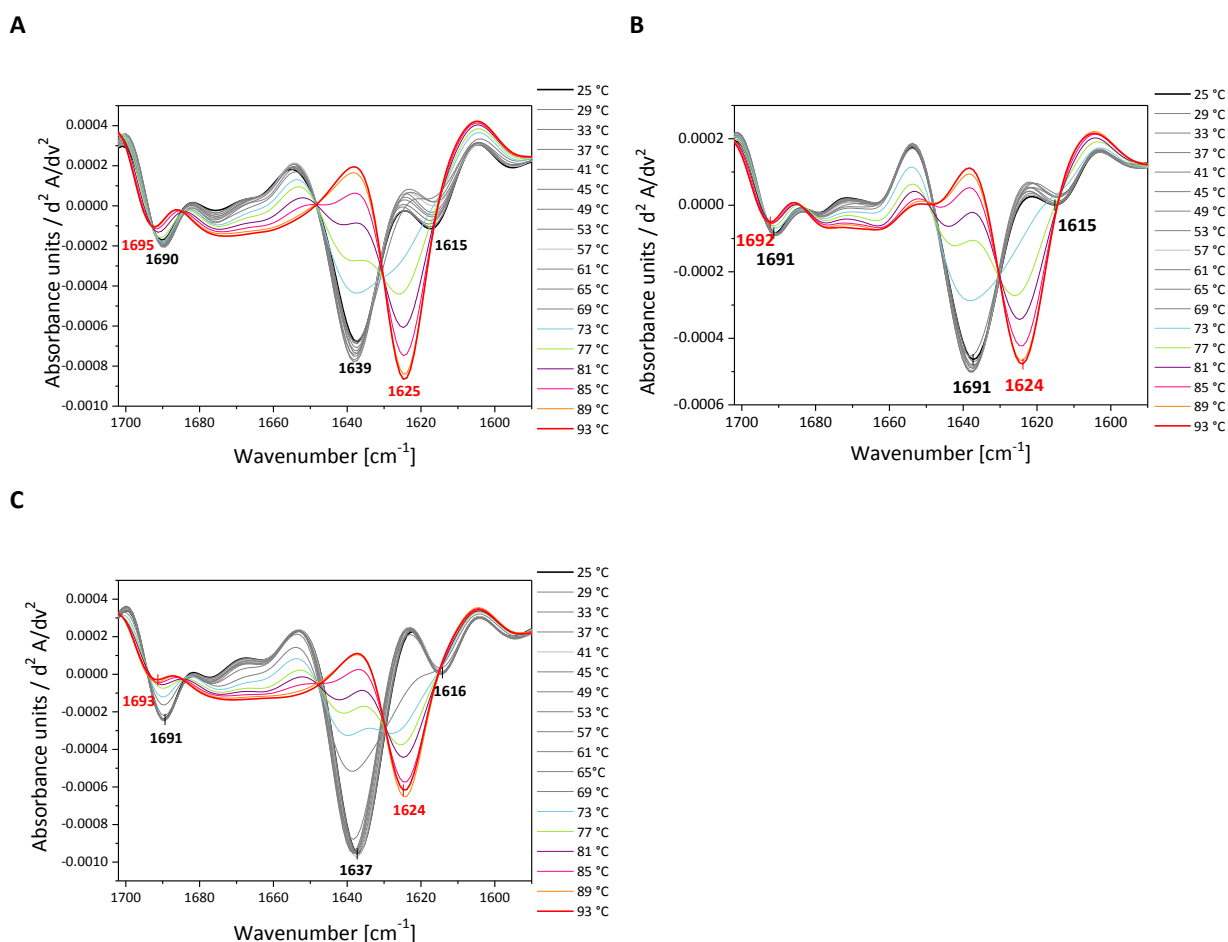 A
0.0004
0.0002
0.0000
-0.0002
-0.0004
-0.0006
-0.0008
-0.0010
Absorbance units / d² A/dv²
1700
1690
1680
1670
1660
1650
1640
1630
1620
1610
1600
Wavenumber [cm⁻¹]
1695
1690
1639
1625
1615
25 °C
29 °C
33 °C
37 °C
41 °C
45 °C
49 °C
53 °C
57 °C
61 °C
65 °C
69 °C
73 °C
77 °C
81 °C
85 °C
89 °C
93 °C
B
0.0002
0.0000
-0.0002
-0.0004
-0.0006
Absorbance units / d² A/dv²
1700
1680
1660
1640
1620
1600
Wavenumber [cm⁻¹]
1692
1691
1691
1624
1615
25 °C
29 °C
33 °C
37 °C
41 °C
45 °C
49 °C
53 °C
57 °C
61 °C
65 °C
69 °C
73 °C
77 °C
81 °C
85 °C
89 °C
93 °C
C
0.0004
0.0002
0.0000
-0.0002
-0.0004
-0.0006
-0.0008
-0.0010
Absorbance units / d² A/dv²
1700
1680
1660
1640
1620
1600
Wavenumber [cm⁻¹]
1693
1691
1637
1624
1616
25 °C
29 °C
33 °C
37 °C
41 °C
45 °C
49 °C
53 °C
57 °C
61 °C
65°C
69 °C
73 °C
77 °C
81 °C
85 °C
89 °C
93 °C